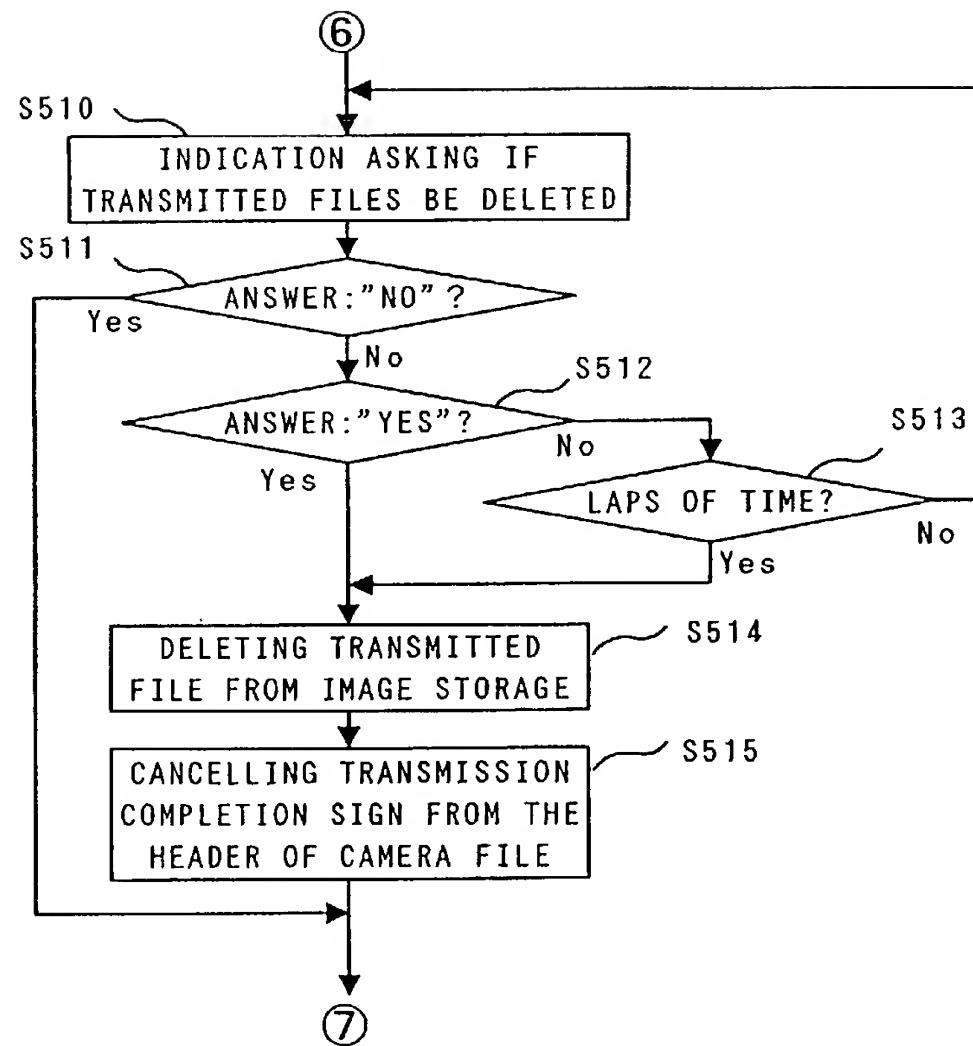 ⑥
S510
INDICATION ASKING IF
TRANSMITTED FILES BE DELETED
S511
ANSWER:"NO"?
Yes
No
S512
ANSWER:"YES"?
No
Yes
S513
LAPS OF TIME?
No
Yes
S514
DELETING TRANSMITTED
FILE FROM IMAGE STORAGE
S515
CANCELLING TRANSMISSION
COMPLETION SIGN FROM THE
HEADER OF CAMERA FILE
⑦